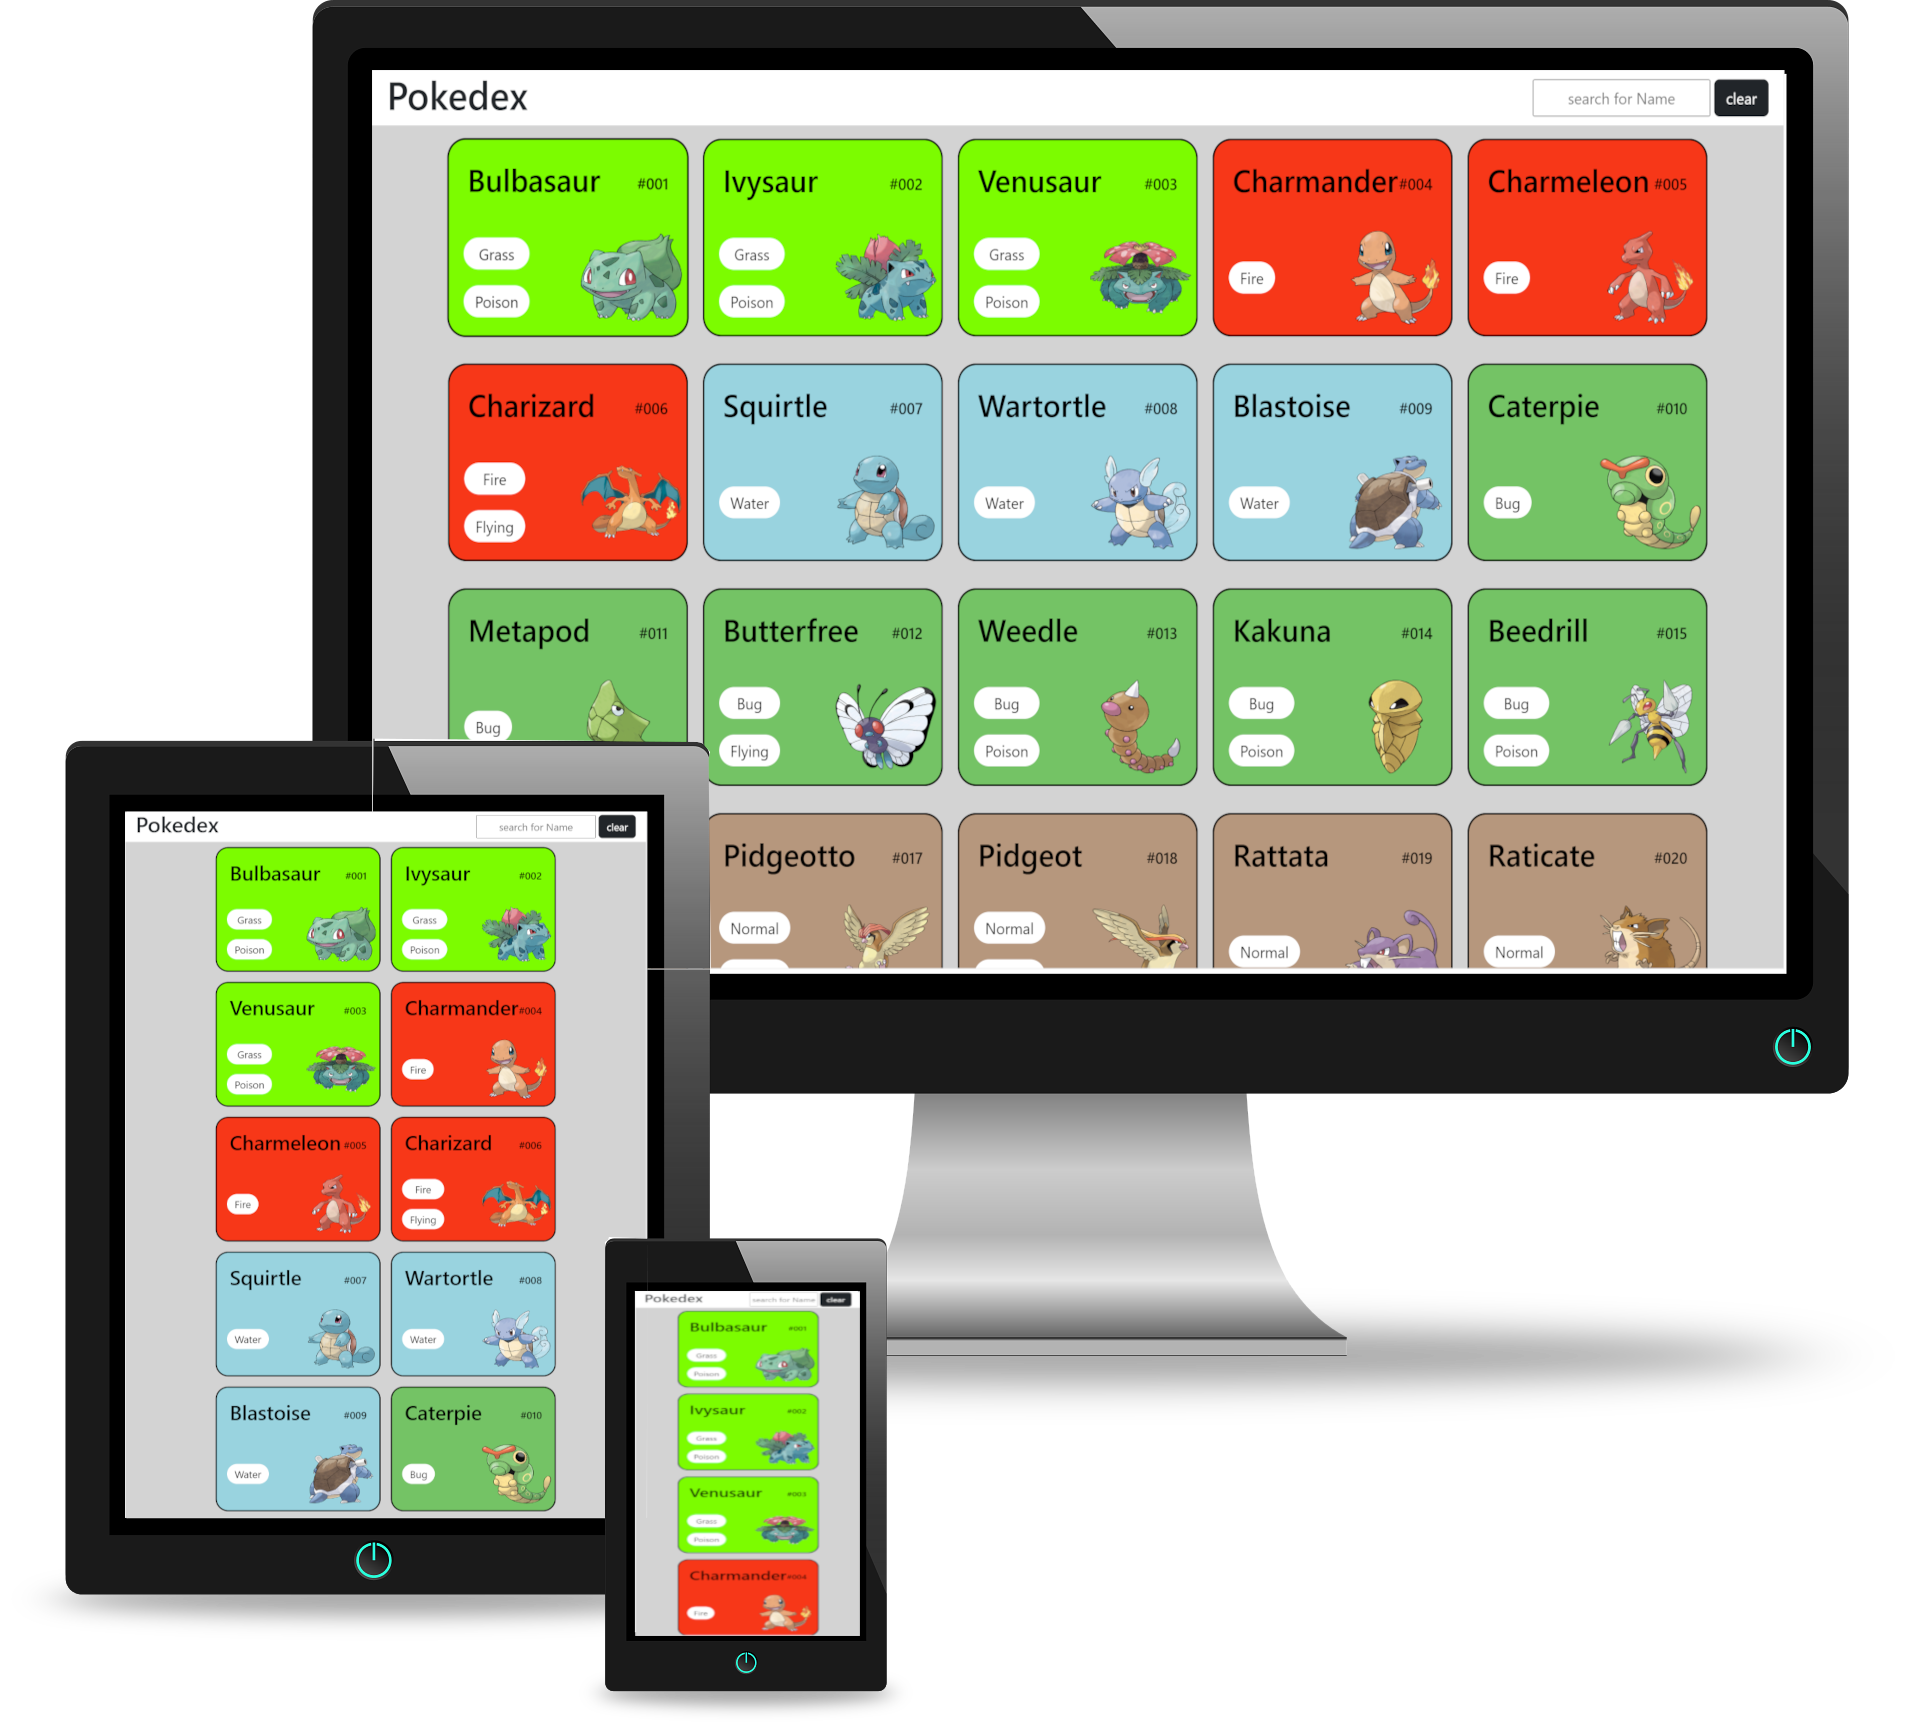 Pokedex
search for Name clear
Bulbasaur #001
Grass
Poison
Ivysaur #002
Grass
Poison
Venusaur #003
Grass
Poison
Charmander #004
Fire
Charmeleon #005
Fire
Charizard #006
Fire
Flying
Squirtle #007
Water
Wartortle #008
Water
Blastoise #009
Water
Caterpie #010
Bug
Metapod #011
Bug
Butterfree #012
Bug
Flying
Weedle #013
Bug
Poison
Kakuna #014
Bug
Poison
Beedrill #015
Bug
Poison
Pidgeotto #017
Normal
Pidgeot #018
Normal
Rattata #019
Normal
Raticate #020
Normal
Pokedex
search for Name clear
Bulbasaur #001
Grass
Poison
Ivysaur #002
Grass
Poison
Venusaur #003
Grass
Poison
Charmander #004
Fire
Charmeleon #005
Fire
Charizard #006
Fire
Flying
Squirtle #007
Water
Wartortle #008
Water
Blastoise #009
Water
Caterpie #010
Bug
Pokedex
search for Name clear
Bulbasaur #001
Grass
Poison
Ivysaur #002
Grass
Poison
Venusaur #003
Grass
Poison
Charmander #004
Fire